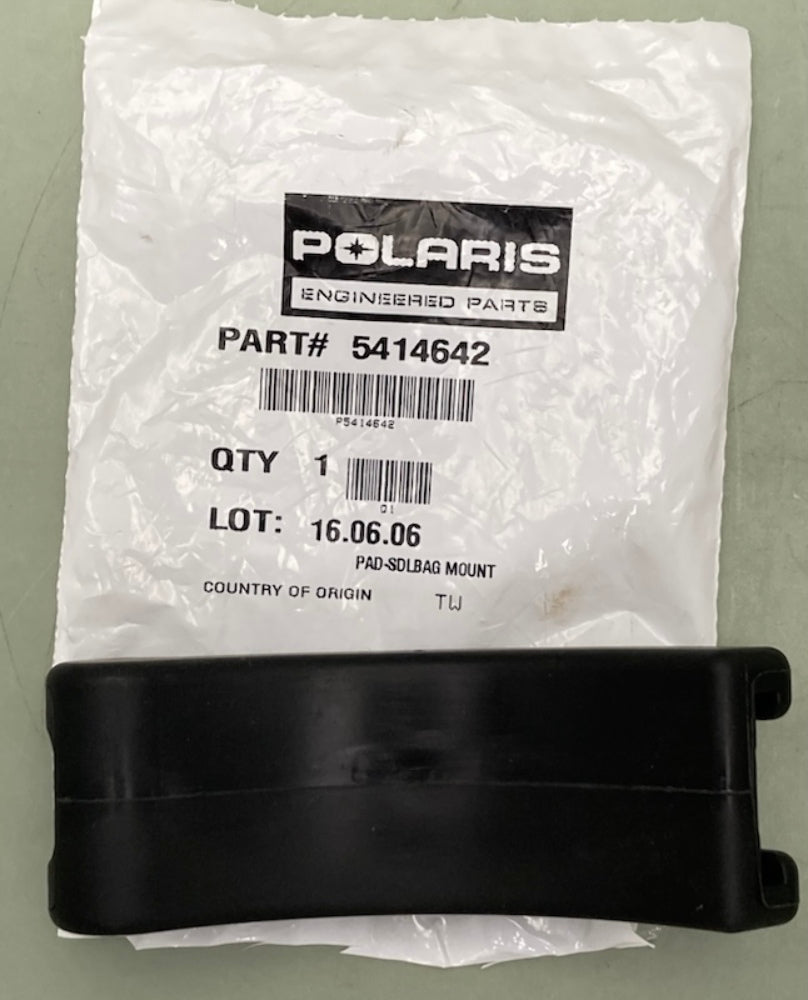 POLARIS
ENGINEERED PARTS
PART# 5414642
P5414642
QTY 1
Q1
LOT: 16.06.06
PAD-SDLBAG MOUNT
COUNTRY OF ORIGIN TW